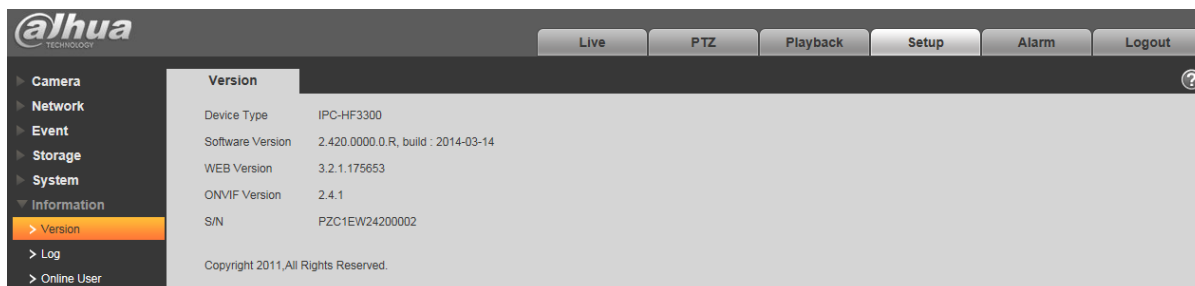 alhua
TECHNOLOGY
Live PTZ Playback Setup Alarm Logout
Camera
Network
Event
Storage
System
Information
Version
Log
Online User
Version
Device Type IPC-HF3300
Software Version 2.420.0000.0.R, build : 2014-03-14
WEB Version 3.2.1.175653
ONVIF Version 2.4.1
S/N PZC1EW24200002
Copyright 2011,All Rights Reserved.
?